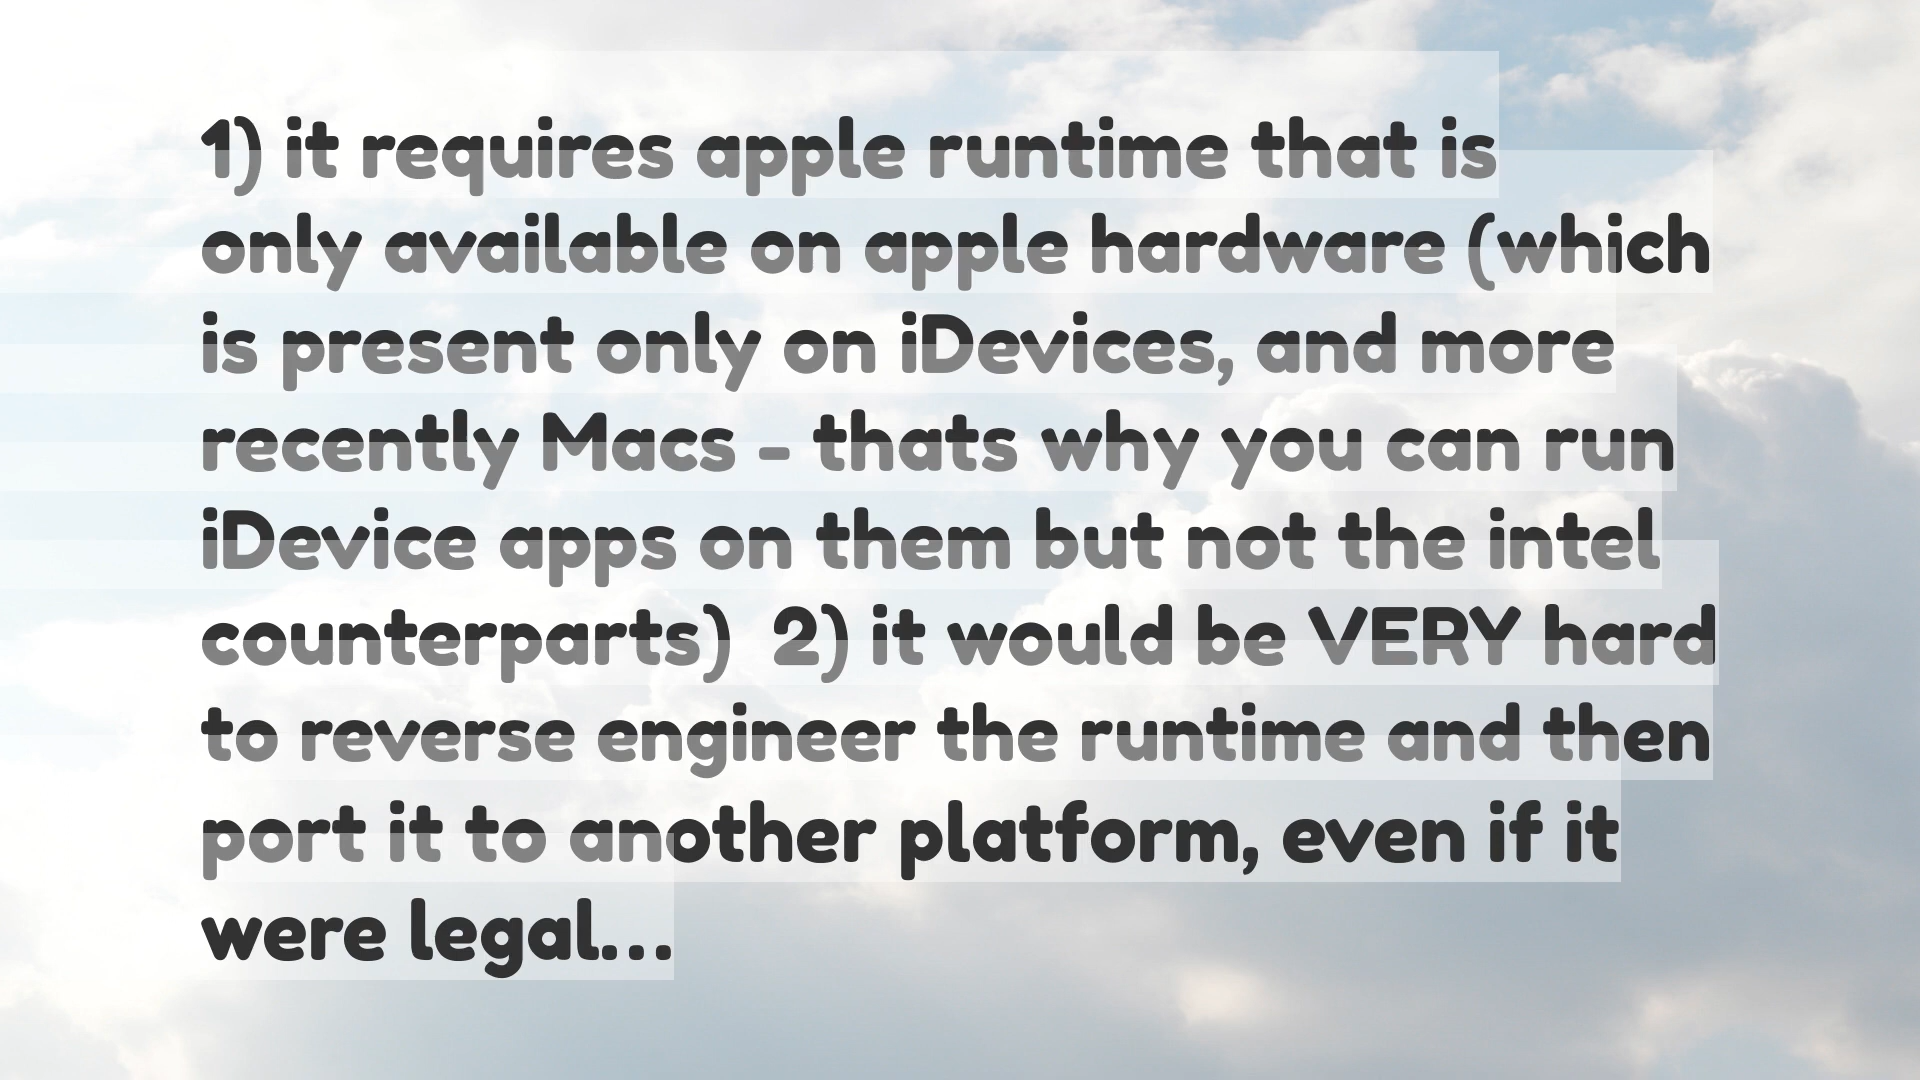 1) it requires apple runtime that is
only available on apple hardware (which
is present only on iDevices, and more
recently Macs - thats why you can run
iDevice apps on them but not the intel
counterparts)  2) it would be VERY hard
to reverse engineer the runtime and then
port it to another platform, even if it
were legal...